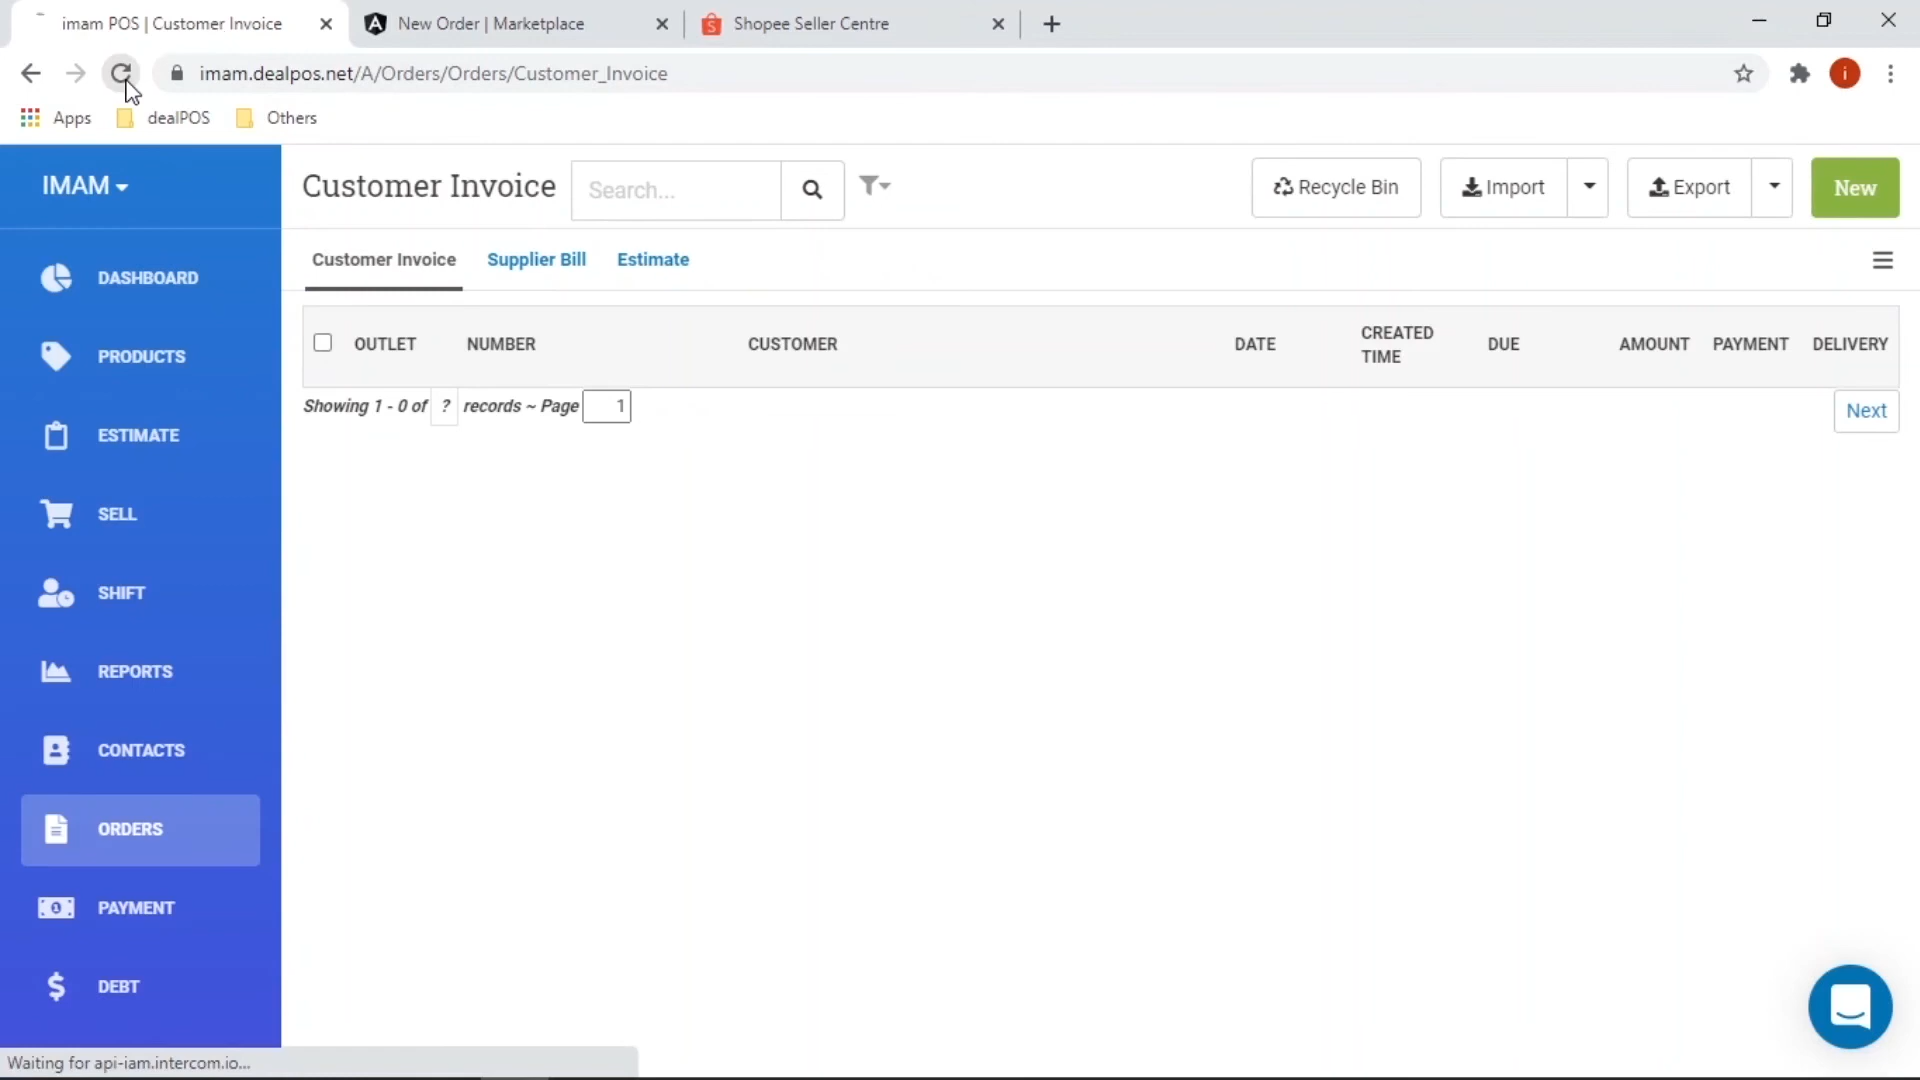 imam POS | Customer Invoice
New Order | Marketplace
Shopee Seller Centre
imam.dealpos.net/A/Orders/Orders/Customer_Invoice
i
Apps
dealPOS
Others
IMAM
Customer Invoice
Search...
Recycle Bin
Import
Export
New
Customer Invoice
Supplier Bill
Estimate
OUTLET
NUMBER
CUSTOMER
DATE
CREATED
TIME
DUE
AMOUNT
PAYMENT
DELIVERY
Showing 1 - 0 of ? records ~ Page 1
Next
DASHBOARD
PRODUCTS
ESTIMATE
SELL
SHIFT
REPORTS
CONTACTS
ORDERS
PAYMENT
DEBT
Waiting for api-iam.intercom.io...